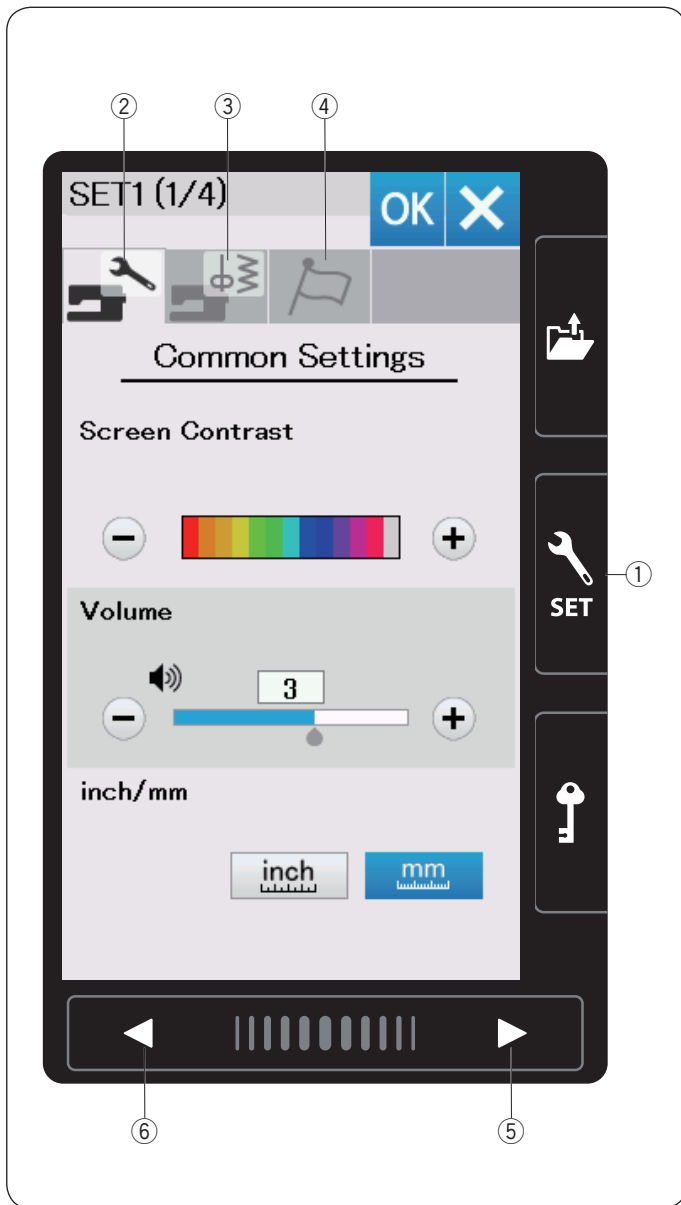 ② ③ ④
SET1 (1/4) OK
Common Settings
Screen Contrast
SET ①
Volume
3
inch/mm
inch mm
⑥ ⑤